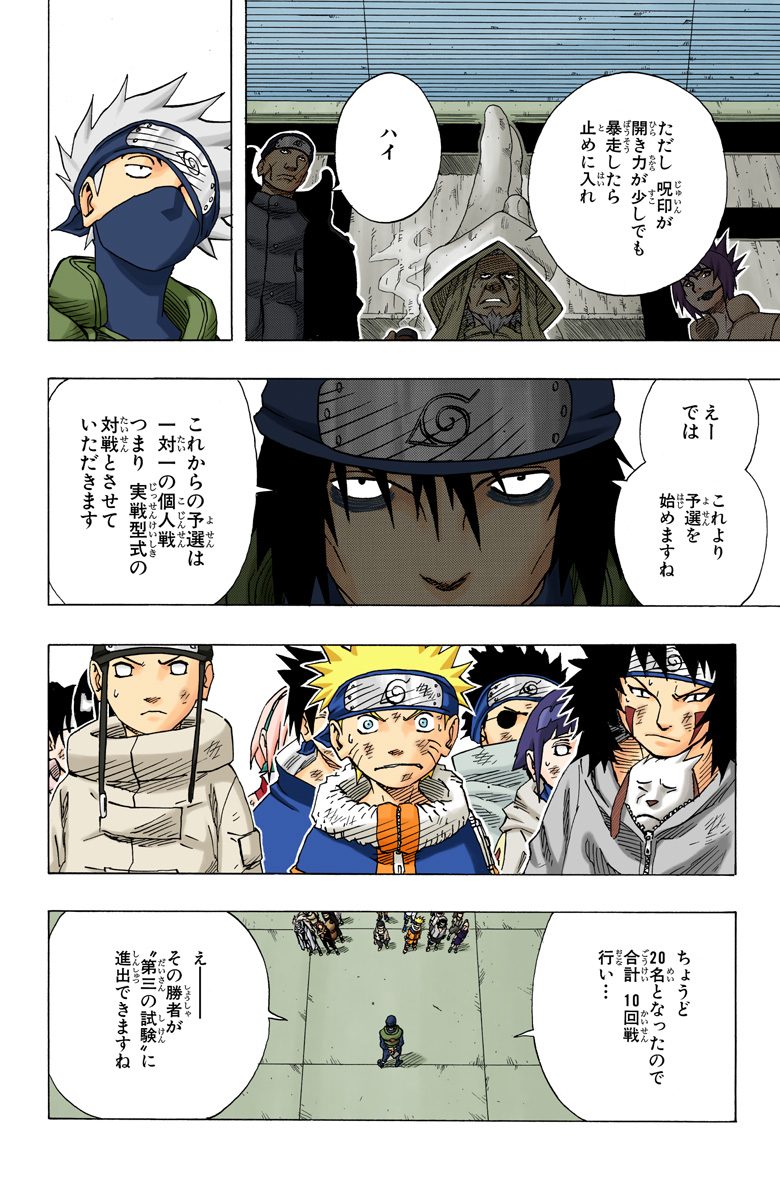 ただし 呪印が
開き力が少しでも
暴走したら
止めに入れ
ハイ
えー
では
これより
予選を
始めますね
これからの予選は
一対一の個人戦
つまり 実戦型式の
対戦とさせて
いただきます
ちょうど
20名となったので
合計 10回戦
行い…
えー──
その勝者が
〝第三の試験〟に
進出できますね